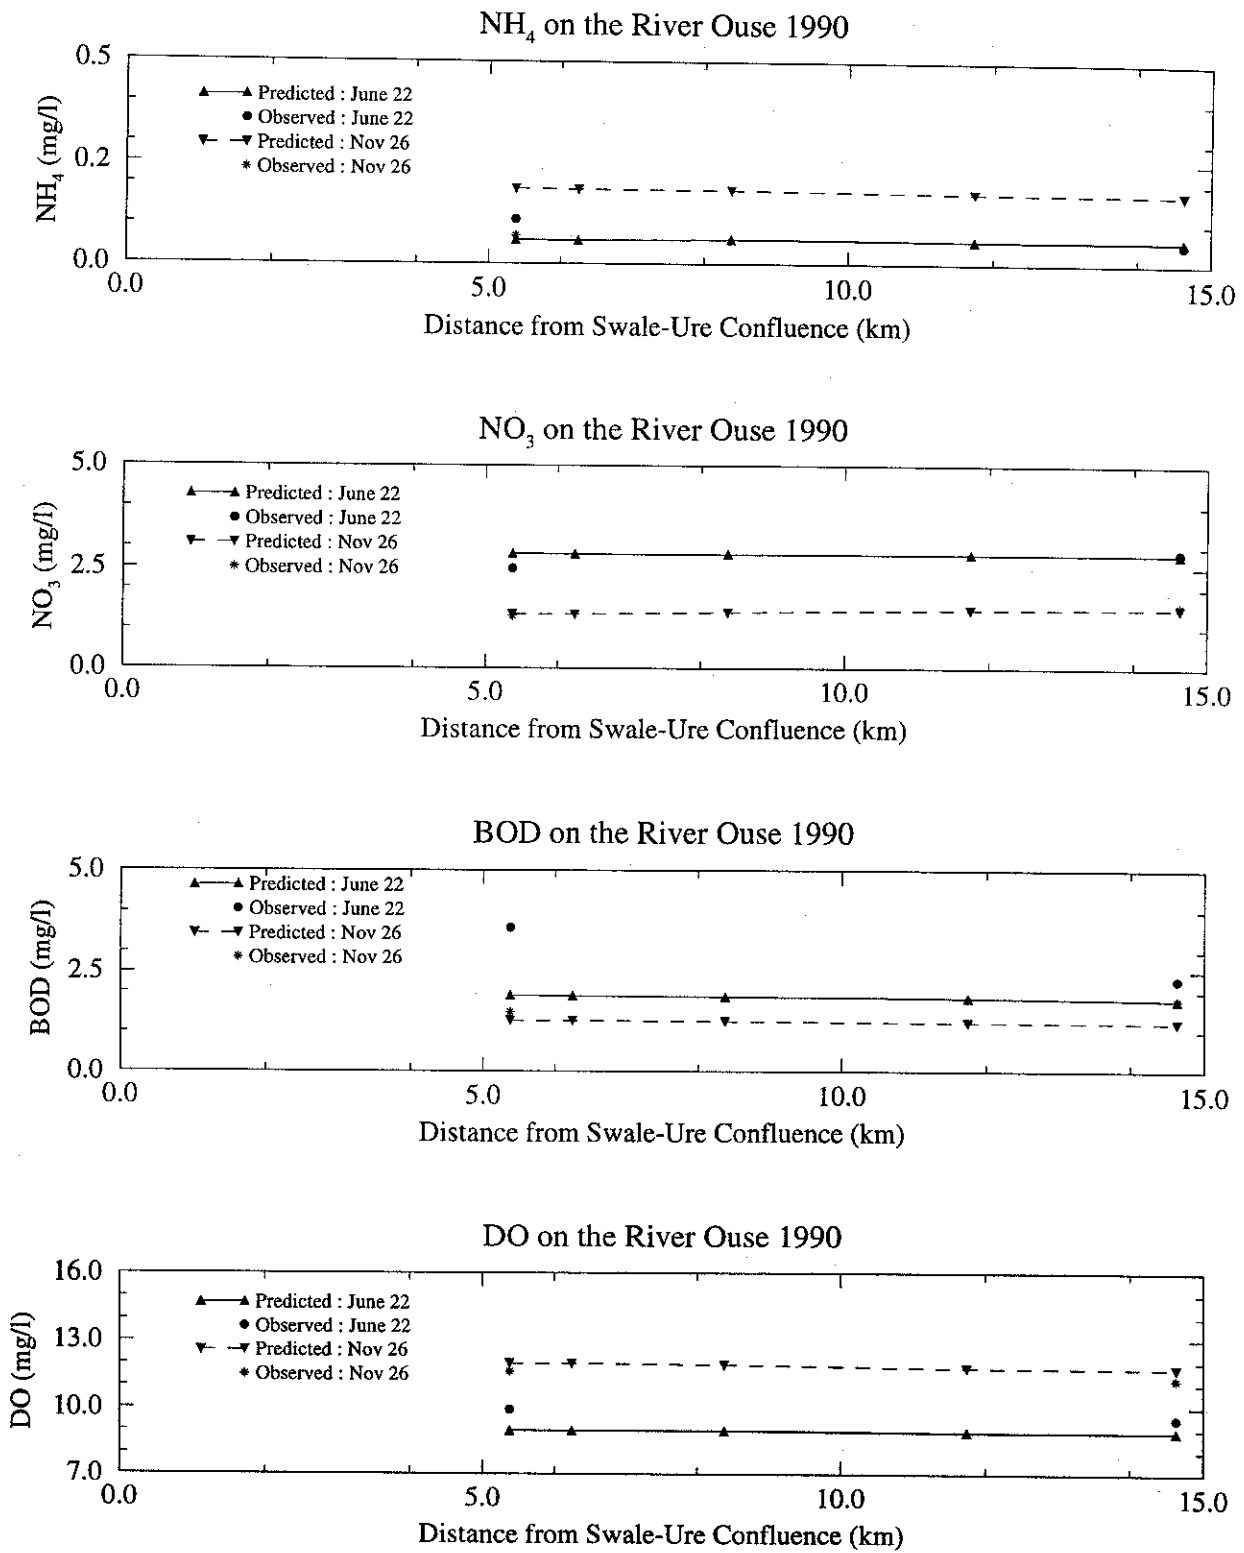 NH4 on the River Ouse 1990
0.5
Predicted : June 22
Observed : June 22
Predicted : Nov 26
Observed : Nov 26
0.2
0.0
NH4 (mg/l)
0.0 5.0 10.0 15.0
Distance from Swale-Ure Confluence (km)
NO3 on the River Ouse 1990
5.0
Predicted : June 22
Observed : June 22
Predicted : Nov 26
Observed : Nov 26
2.5
0.0
NO3 (mg/l)
0.0 5.0 10.0 15.0
Distance from Swale-Ure Confluence (km)
BOD on the River Ouse 1990
5.0
Predicted : June 22
Observed : June 22
Predicted : Nov 26
Observed : Nov 26
2.5
0.0
BOD (mg/l)
0.0 5.0 10.0 15.0
Distance from Swale-Ure Confluence (km)
DO on the River Ouse 1990
16.0
Predicted : June 22
Observed : June 22
Predicted : Nov 26
Observed : Nov 26
13.0
10.0
7.0
DO (mg/l)
0.0 5.0 10.0 15.0
Distance from Swale-Ure Confluence (km)